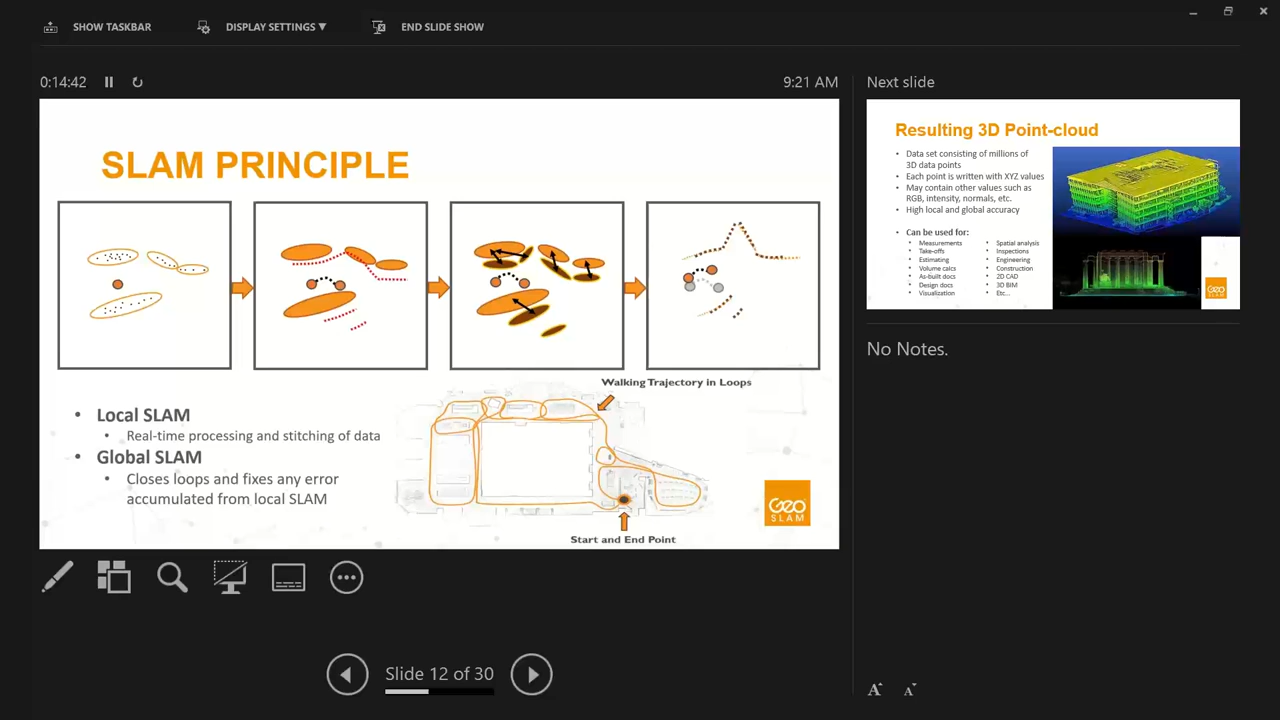 SHOW TASKBAR
DISPLAY SETTINGS ▼
END SLIDE SHOW
0:14:42
9:21 AM
SLAM PRINCIPLE
Walking Trajectory in Loops
• Local SLAM
• Real-time processing and stitching of data
• Global SLAM
• Closes loops and fixes any error
accumulated from local SLAM
Start and End Point
GEO
SLAM
Slide 12 of 30
Next slide
Resulting 3D Point-cloud
• Data set consisting of millions of
3D data points
• Each point is written with XYZ values
• May contain other values such as
RGB, intensity, normals, etc.
• High local and global accuracy
• Can be used for:
• Measurements
• Take-offs
• Estimating
• Volume calcs
• As-built docs
• Design docs
• Visualization
• Spatial analysis
• Inspections
• Engineering
• Construction
• 2D CAD
• 3D BIM
• Etc...
GEO
SLAM
No Notes.
A
A